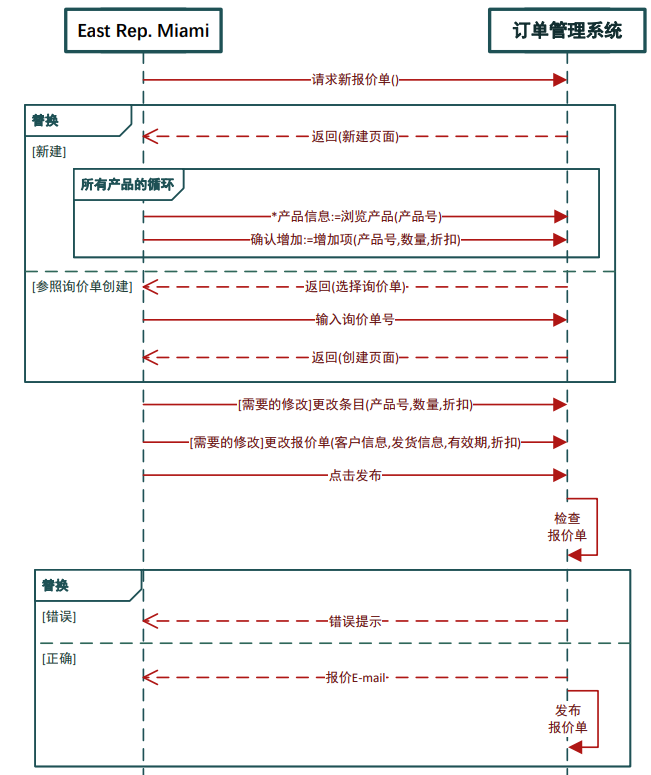 East Rep. Miami
订单管理系统
请求新报价单()
替换
返回(新建页面)
[新建]
所有产品的循环
*产品信息:=浏览产品(产品号)
确认增加:=增加项(产品号,数量,折扣)
[参照询价单创建]
返回(选择询价单)
输入询价单号
返回(创建页面)
[需要的修改]更改条目(产品号,数量,折扣)
[需要的修改]更改报价单(客户信息,发货信息,有效期,折扣)
点击发布
检查
报价单
替换
[错误]
错误提示
[正确]
报价E-mail
发布
报价单